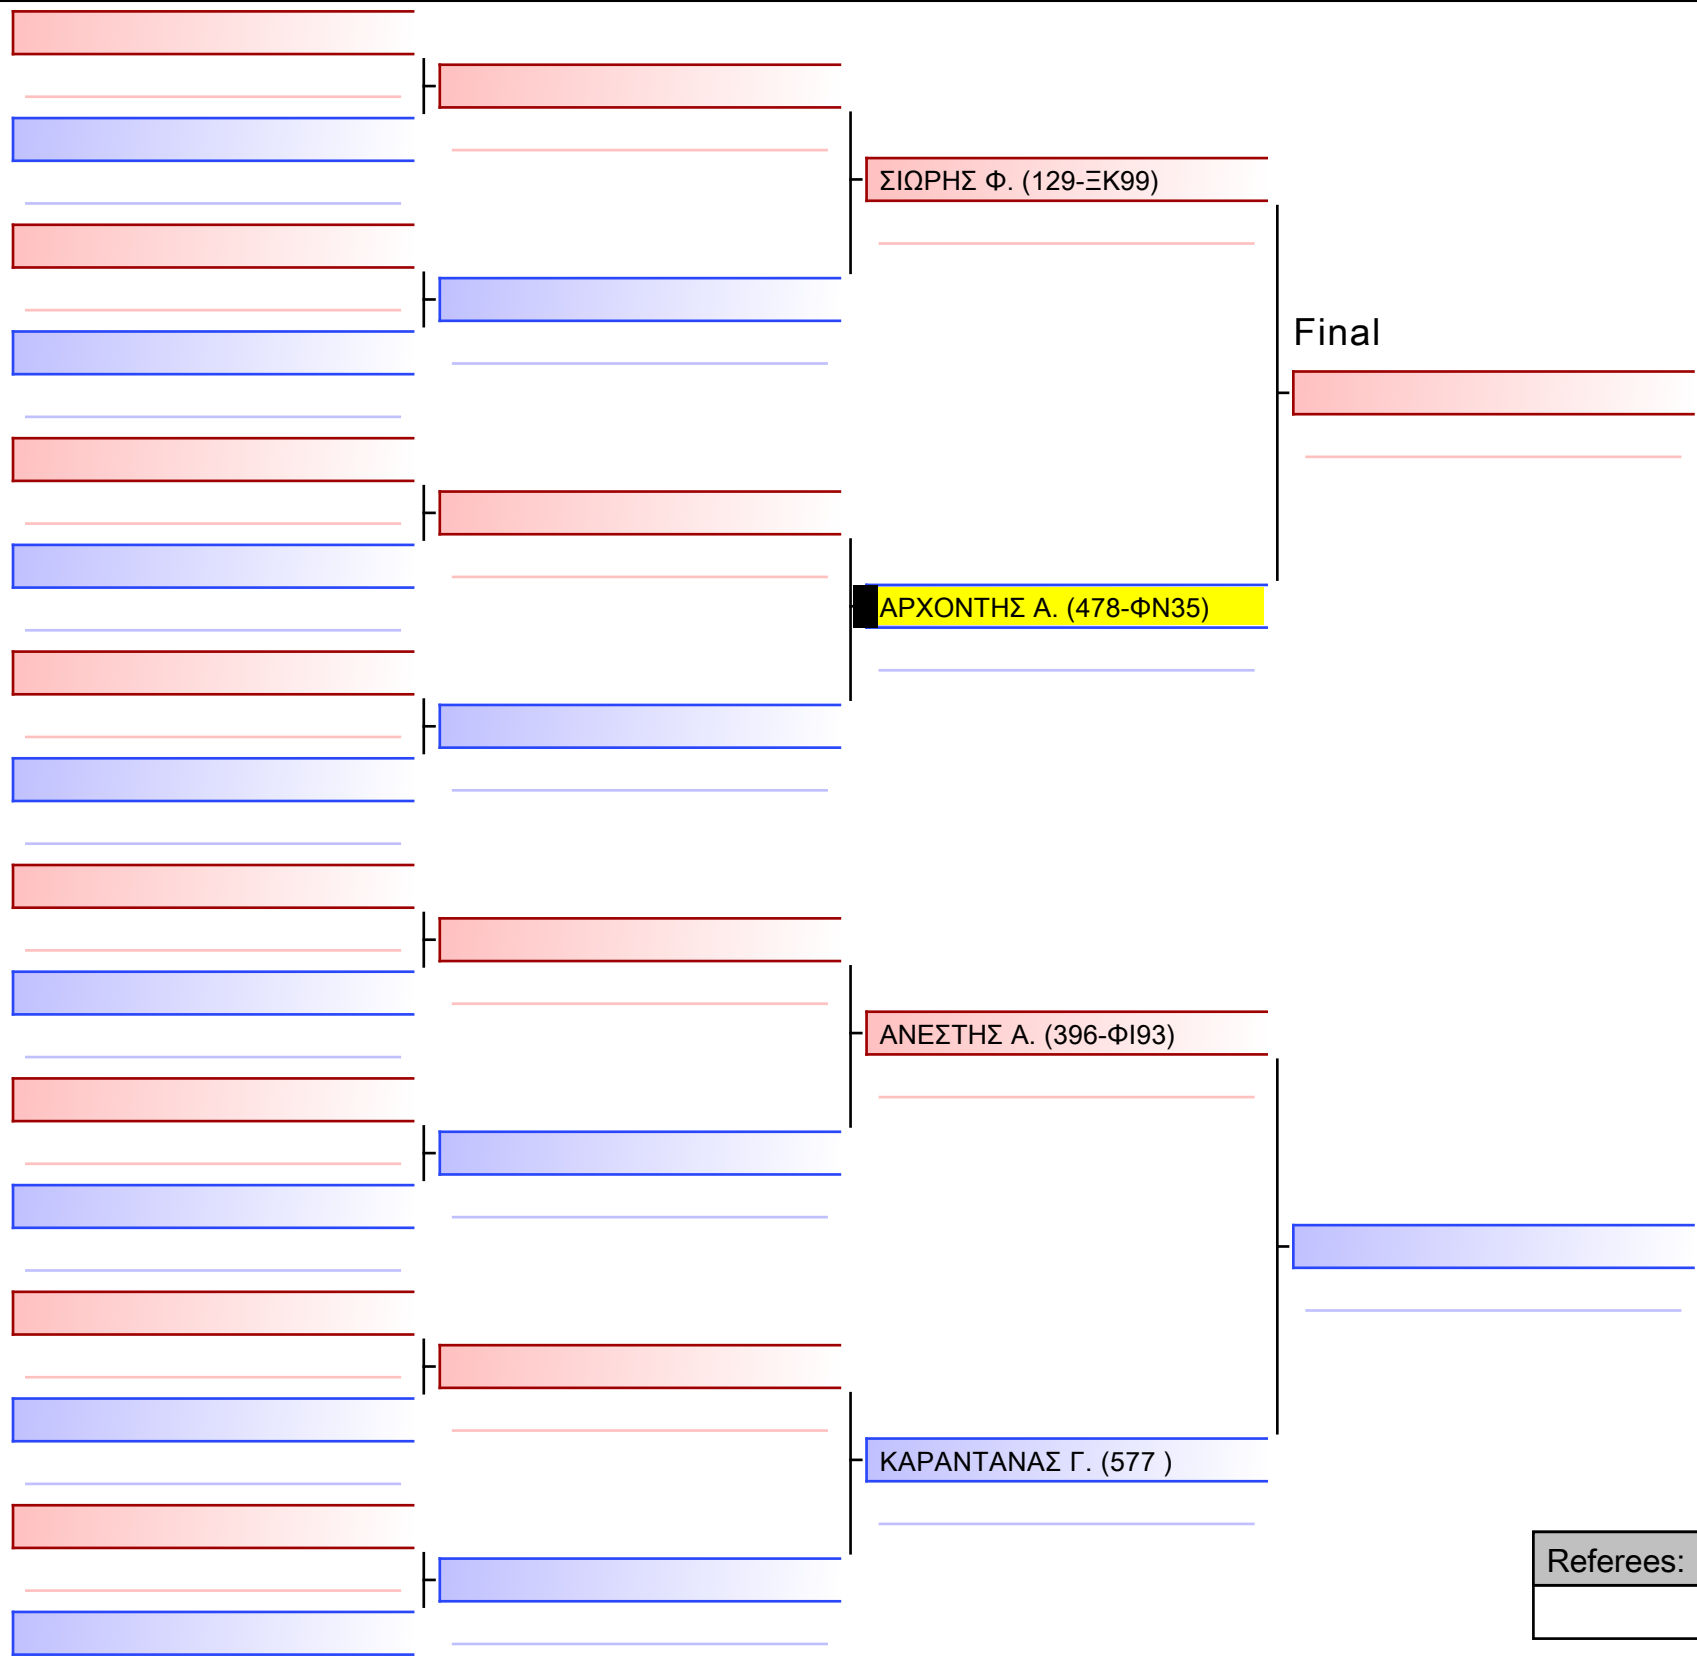 ΣΙΩΡΗΣ Φ. (129-ΞΚ99)
Final
ΑΡΧΟΝΤΗΣ Α. (478-ΦΝ35)
ΑΝΕΣΤΗΣ Α. (396-ΦΙ93)
ΚΑΡΑΝΤΑΝΑΣ Γ. (577 )
Referees: